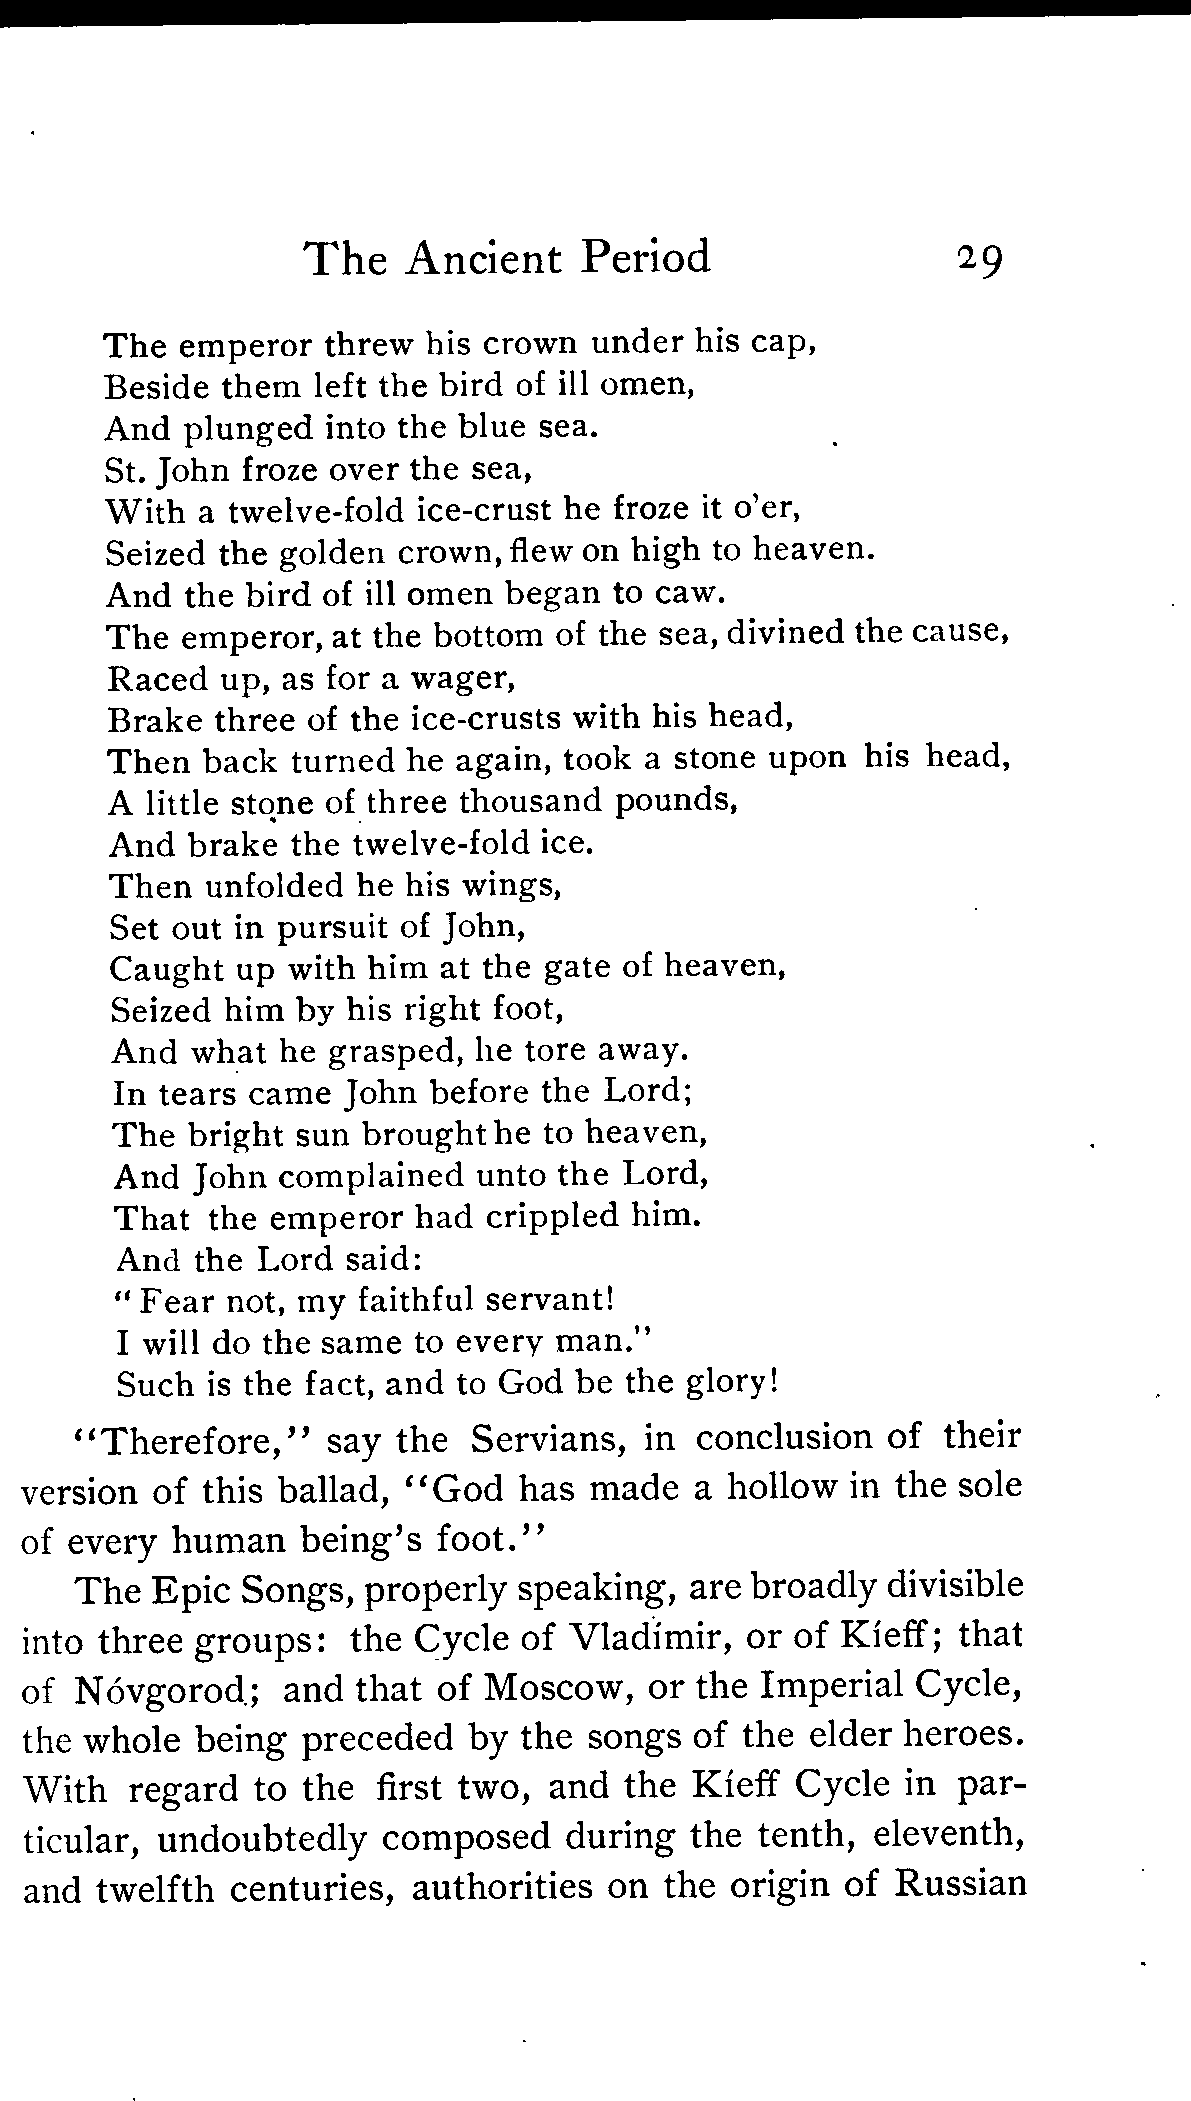 The Ancient Period 29
The emperor threw his crown under his cap,
Beside them left the bird of ill omen,
And plunged into the blue sea.
St. John froze over the sea,
With a twelve-fold ice-crust he froze it o'er,
Seized the golden crown, flew on high to heaven.
And the bird of ill omen began to caw.
The emperor, at the bottom of the sea, divined the cause,
Raced up, as for a wager,
Brake three of the ice-crusts with his head,
Then back turned he again, took a stone upon his head,
A little stone of three thousand pounds,
And brake the twelve-fold ice.
Then unfolded he his wings,
Set out in pursuit of John,
Caught up with him at the gate of heaven,
Seized him by his right foot,
And what he grasped, he tore away.
In tears came John before the Lord;
The bright sun brought he to heaven,
And John complained unto the Lord,
That the emperor had crippled him.
And the Lord said:
"Fear not, my faithful servant!
I will do the same to every man."
Such is the fact, and to God be the glory!
"Therefore," say the Servians, in conclusion of their
version of this ballad, "God has made a hollow in the sole
of every human being's foot."
The Epic Songs, properly speaking, are broadly divisible
into three groups: the Cycle of Vladímir, or of Kíeff; that
of Nóvgorod; and that of Moscow, or the Imperial Cycle,
the whole being preceded by the songs of the elder heroes.
With regard to the first two, and the Kíeff Cycle in par-
ticular, undoubtedly composed during the tenth, eleventh,
and twelfth centuries, authorities on the origin of Russian